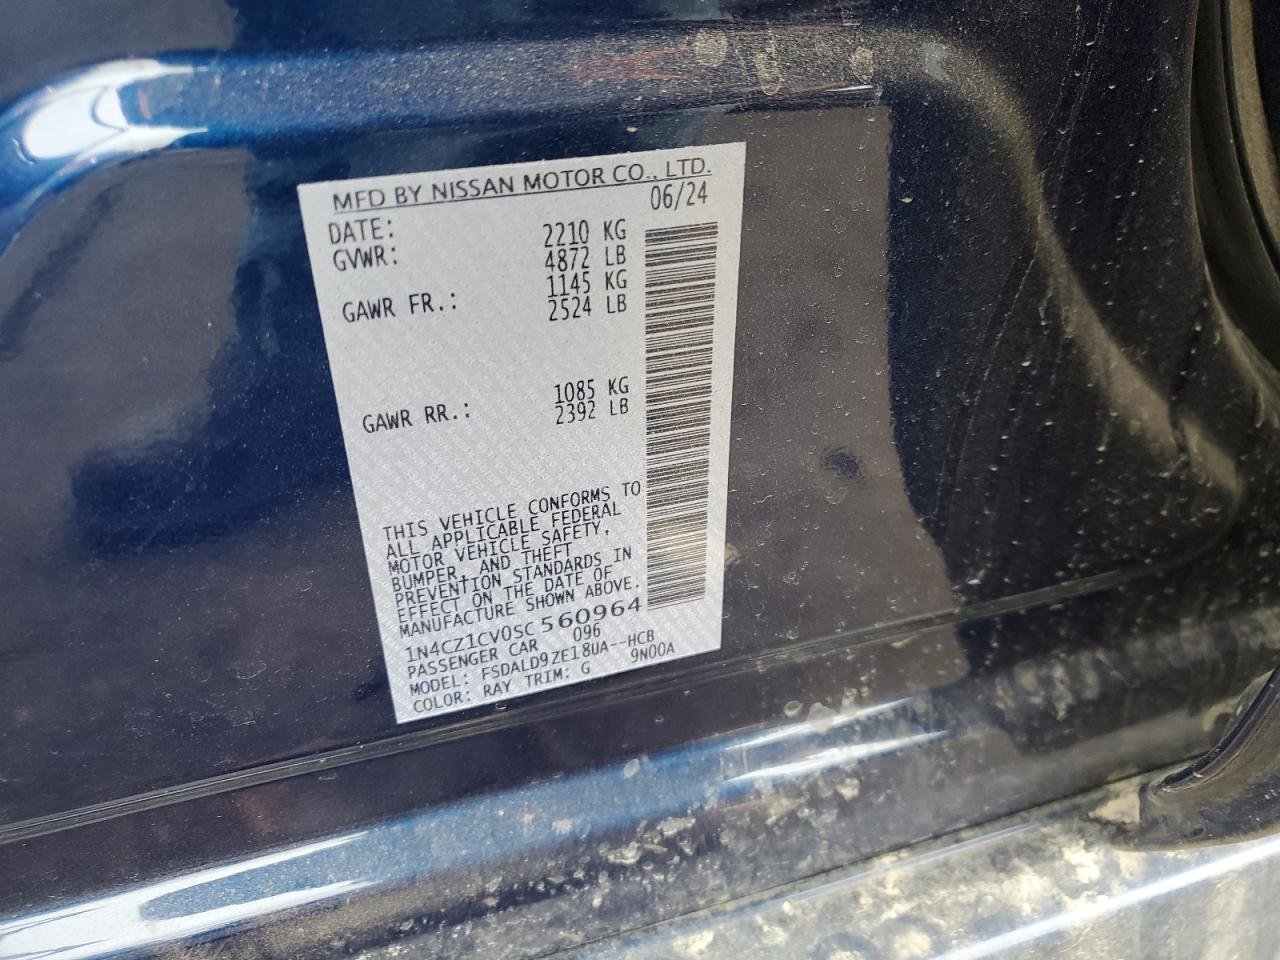 MFD BY NISSAN MOTOR CO., LTD.
DATE: 06/24
GVWR: 2210 KG
4872 LB
GAWR FR.: 1145 KG
2524 LB
GAWR RR.: 1085 KG
2392 LB
THIS VEHICLE CONFORMS TO
ALL APPLICABLE FEDERAL
MOTOR VEHICLE SAFETY,
BUMPER, AND THEFT
PREVENTION STANDARDS IN
EFFECT ON THE DATE OF
MANUFACTURE SHOWN ABOVE.
1N4CZ1CV0SC560964
PASSENGER CAR 096
MODEL: FSDALD9ZE18UA--HCB
COLOR: RAY TRIM: G 9N00A